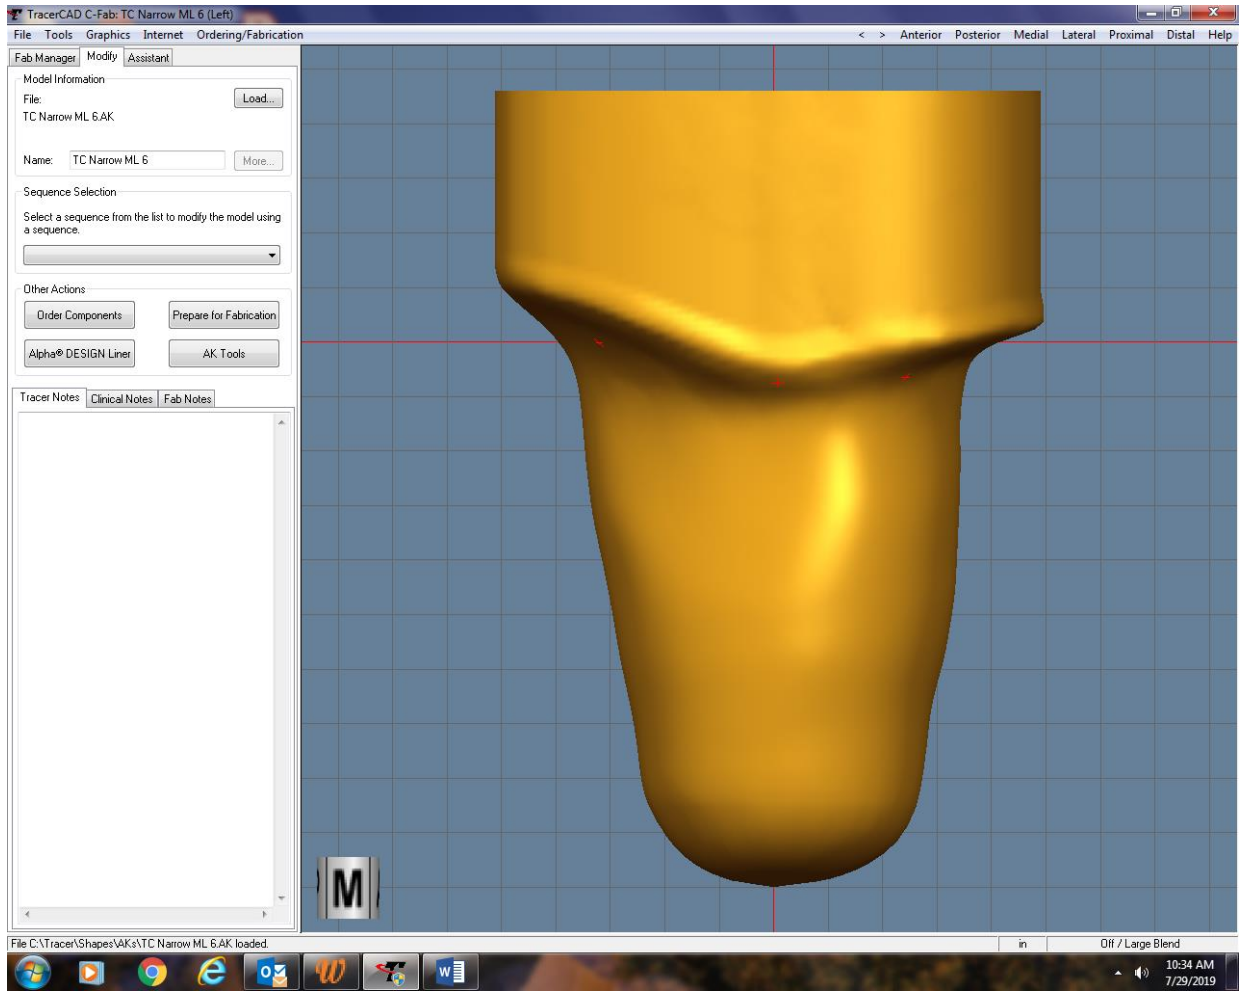 TracerCAD C-Fab: TC Narrow ML 6 (Left)
File Tools Graphics Internet Ordering/Fabrication < > Anterior Posterior Medial Lateral Proximal Distal Help
Fab Manager Modify Assistant
Model Information
File: Load...
TC Narrow ML 6.AK
Name: TC Narrow ML 6 More...
Sequence Selection
Select a sequence from the list to modify the model using
a sequence.
Other Actions
Order Components Prepare for Fabrication
Alpha® DESIGN Liner AK Tools
Tracer Notes Clinical Notes Fab Notes
M
File C:\Tracer\Shapes\AKs\TC Narrow ML 6.AK loaded. in Off / Large Blend
10:34 AM
7/29/2019